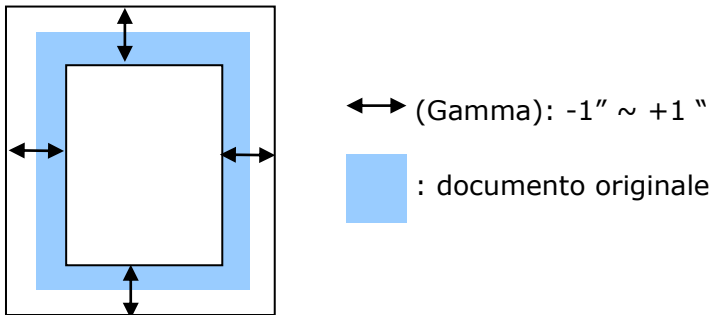 (Gamma): -1” ~ +1 “
: documento originale